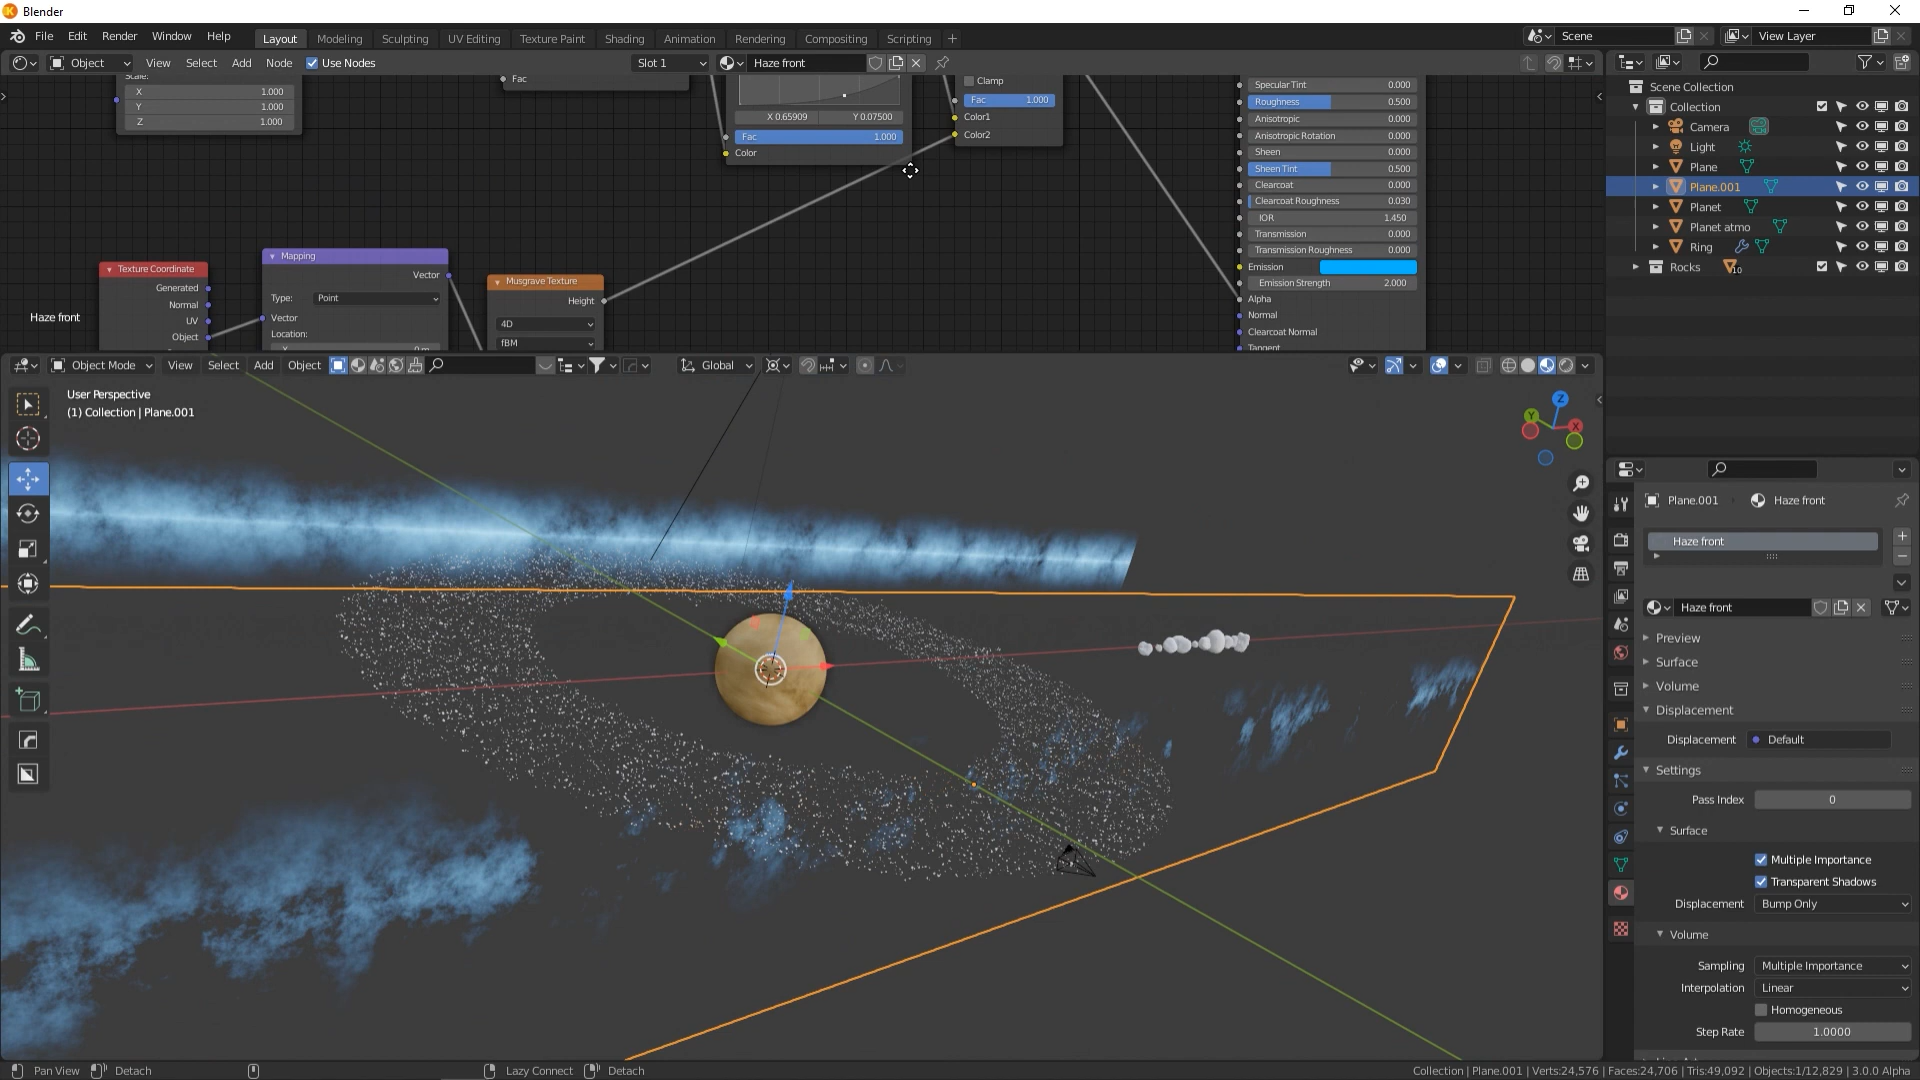 Blender
File Edit Render Window Help Layout Modeling Sculpting UV Editing Texture Paint Shading Animation Rendering Compositing Scripting + Scene View Layer
Object View Select Add Node Use Nodes Slot 1 Haze front
Scale:
X 1.000
Y 1.000
Z 1.000
Fac
X 0.65909 Y 0.07500
Fac 1.000
Color
Clamp
Fac 1.000
Color1
Color2
Specular Tint 0.000
Roughness 0.500
Anisotropic 0.000
Anisotropic Rotation 0.000
Sheen 0.000
Sheen Tint 0.500
Clearcoat 0.000
Clearcoat Roughness 0.030
IOR 1.450
Transmission 0.000
Transmission Roughness 0.000
Emission
Emission Strength 2.000
Alpha
Normal
Clearcoat Normal
Tangent
Texture Coordinate
Generated
Normal
UV
Object
Mapping
Vector
Type: Point
Vector
Location:
X 0 m
Musgrave Texture
Height
4D
fBM
Haze front
Object Mode View Select Add Object Global
User Perspective
(1) Collection | Plane.001
Z
Y
X
Scene Collection
Collection
Camera
Light
Plane
Plane.001
Planet
Planet atmo
Ring
Rocks 10
Plane.001 Haze front
Haze front
Haze front
Preview
Surface
Volume
Displacement
Displacement Default
Settings
Pass Index 0
Surface
Multiple Importance
Transparent Shadows
Displacement Bump Only
Volume
Sampling Multiple Importance
Interpolation Linear
Homogeneous
Step Rate 1.0000
Pan View Detach Lazy Connect Detach Collection | Plane.001 | Verts:24,576 | Faces:24,706 | Tris:49,092 | Objects:1/12,829 | 3.0.0 Alpha